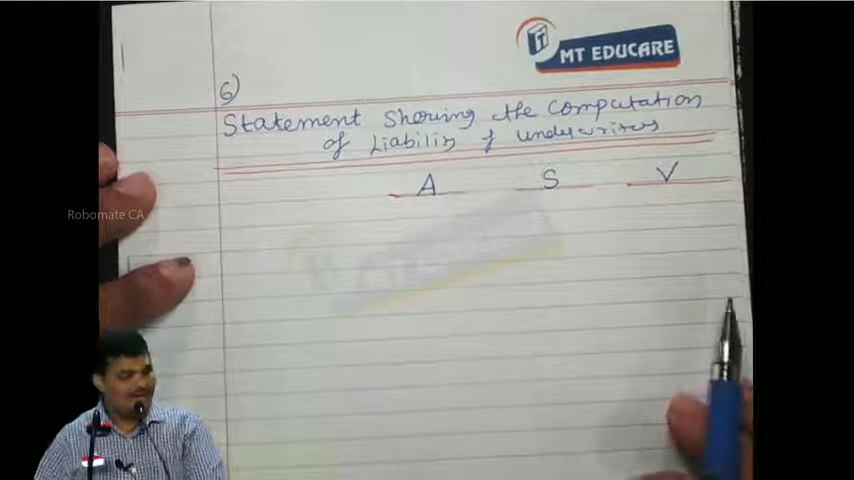 MT EDUCARE
6)
Statement showing the computation
of Liability of underwriters
A S V
Robomate CA